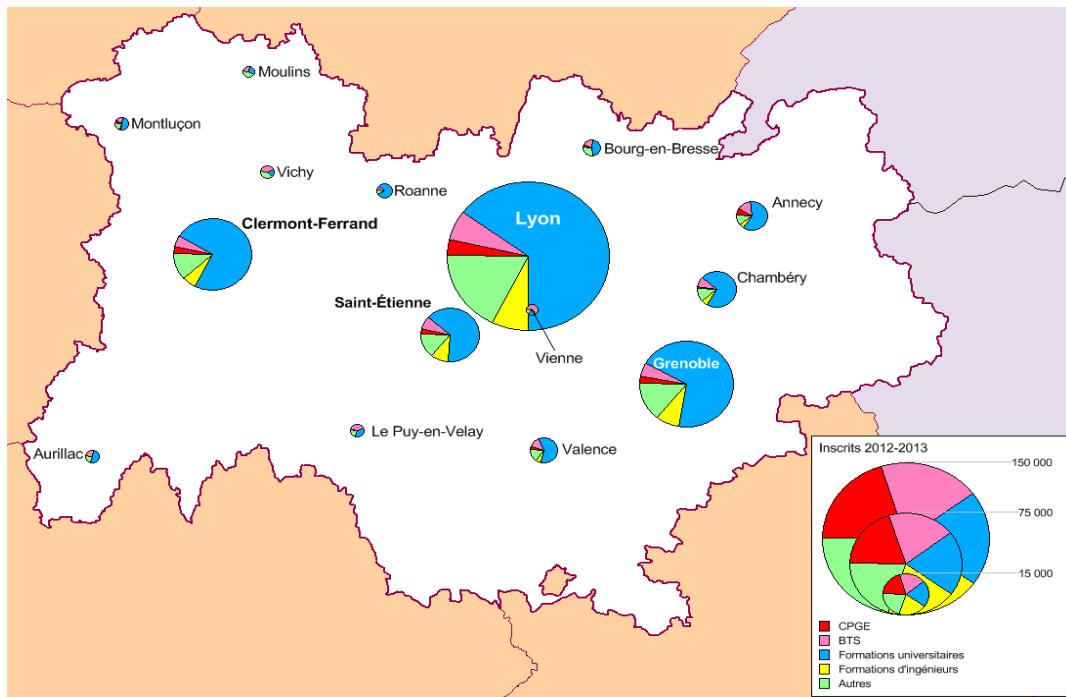 Moulins
Montluçon
Bourg-en-Bresse
Vichy
Roanne
Annecy
Lyon
Clermont-Ferrand
Chambéry
Saint-Étienne
Vienne
Grenoble
Le Puy-en-Velay
Valence
Aurillac
Inscrits 2012-2013
150 000
75 000
15 000
CPGE
BTS
Formations universitaires
Formations d'ingénieurs
Autres